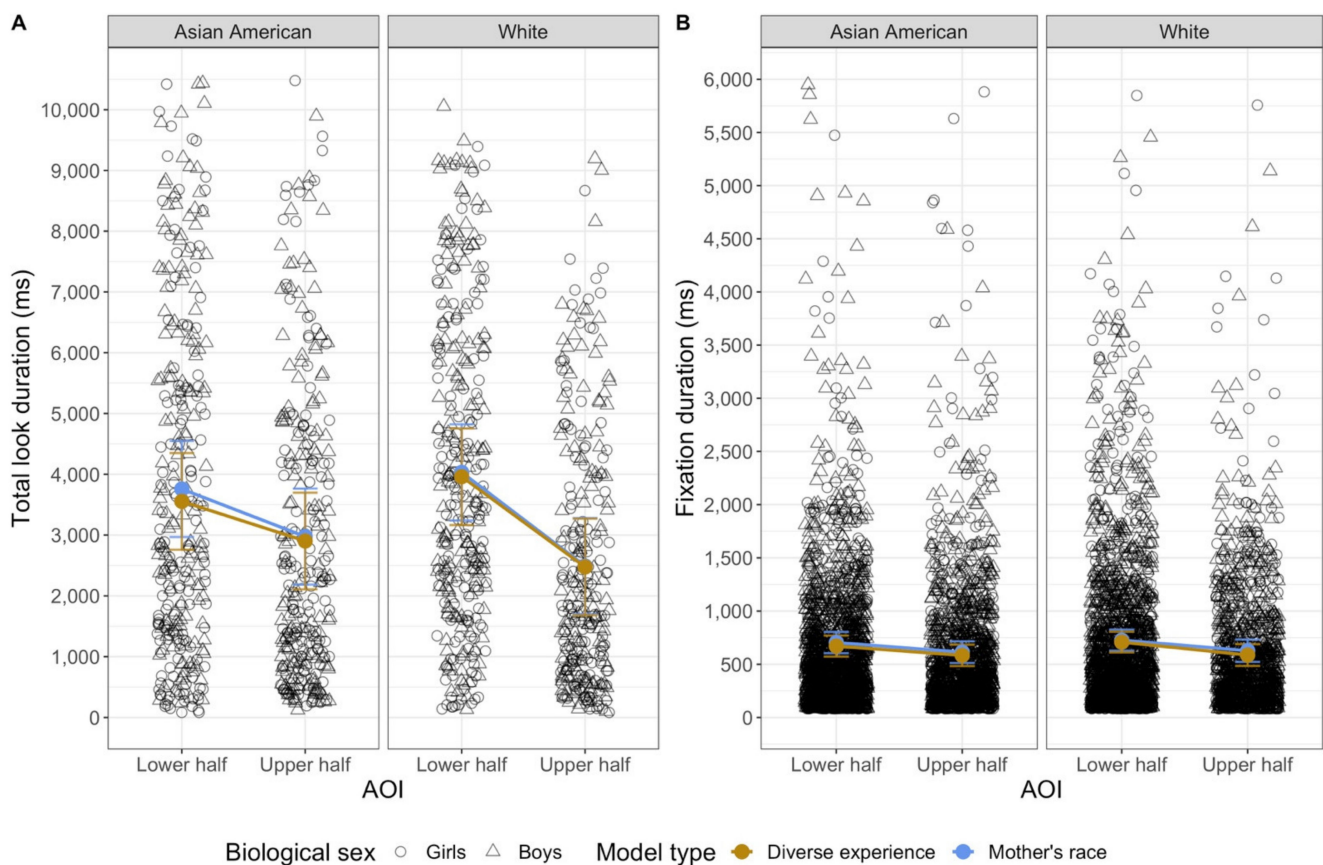 A
B
Asian American
White
Asian American
White
Total look duration (ms)
10,000
9,000
8,000
7,000
6,000
5,000
4,000
3,000
2,000
1,000
0
Fixation duration (ms)
6,000
5,500
5,000
4,500
4,000
3,500
3,000
2,500
2,000
1,500
1,000
500
0
Lower half Upper half Lower half Upper half
Lower half Upper half Lower half Upper half
AOI
AOI
Biological sex Girls Boys Model type Diverse experience Mother's race